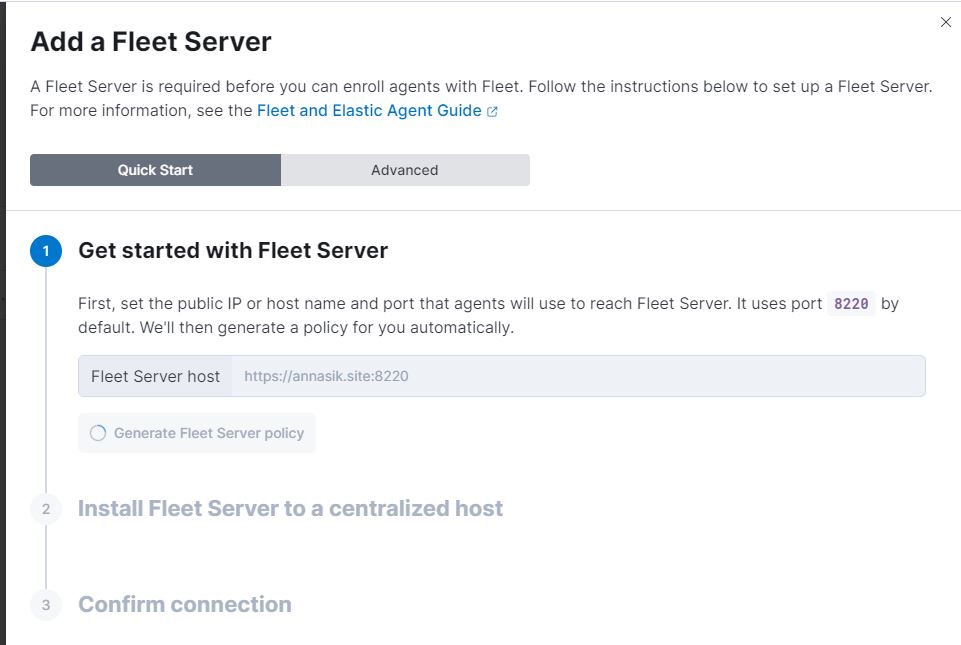 Add a Fleet Server
A Fleet Server is required before you can enroll agents with Fleet. Follow the instructions below to set up a Fleet Server.
For more information, see the Fleet and Elastic Agent Guide
Quick Start
Advanced
1
Get started with Fleet Server
First, set the public IP or host name and port that agents will use to reach Fleet Server. It uses port 8220 by
default. We'll then generate a policy for you automatically.
Fleet Server host
https://annasik.site:8220
Generate Fleet Server policy
2
Install Fleet Server to a centralized host
3
Confirm connection